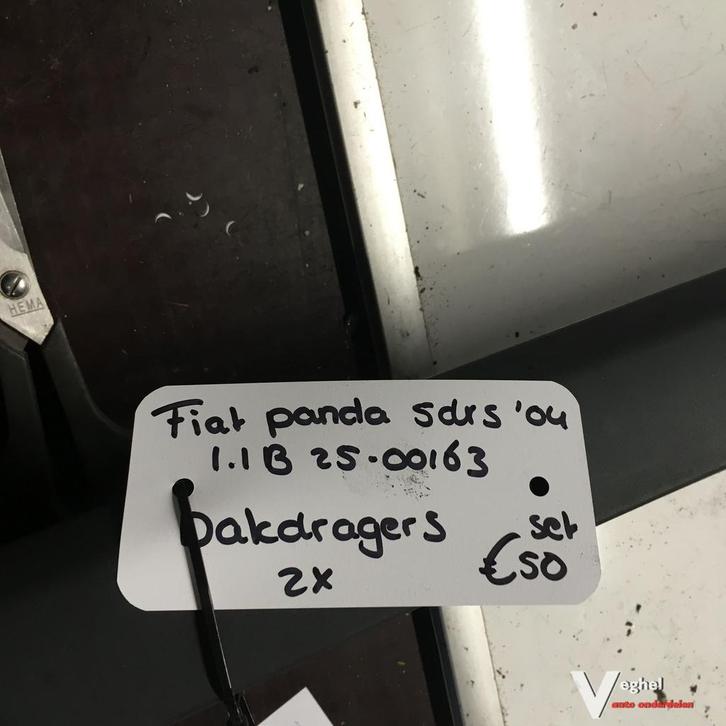 HEMA
Fiat panda 5drs '04
1.1B 25-00163
Dakdragers set
2x €50
Veghel
auto onderdelen